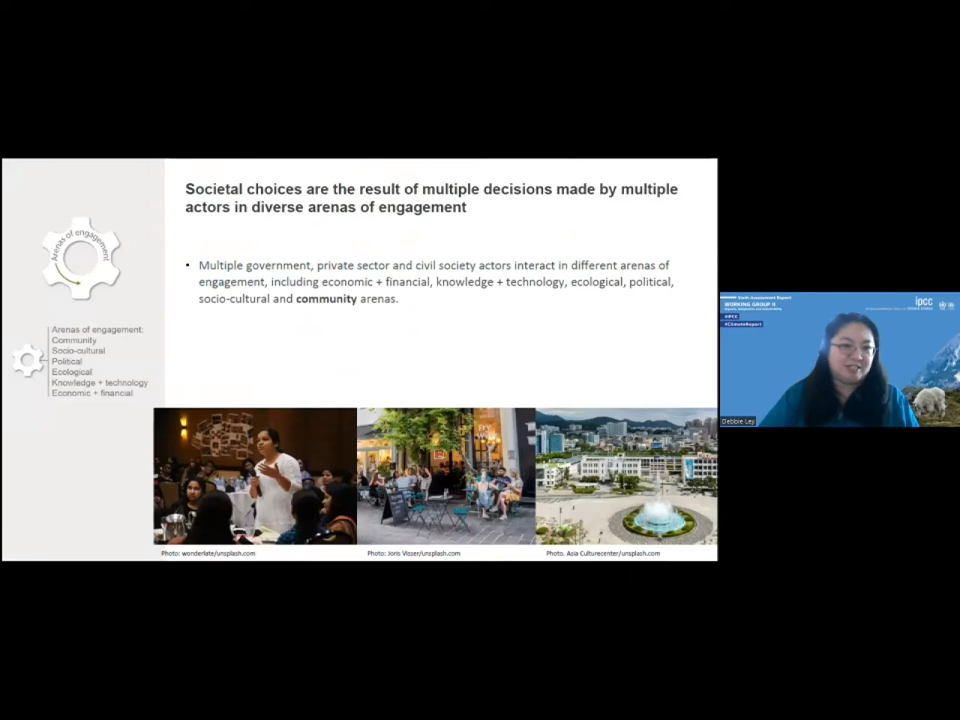 Societal choices are the result of multiple decisions made by multiple
actors in diverse arenas of engagement
Arenas of engagement
• Multiple government, private sector and civil society actors interact in different arenas of
engagement, including economic + financial, knowledge + technology, ecological, political,
socio-cultural and community arenas.
Arenas of engagement:
Community
Socio-cultural
Political
Ecological
Knowledge + technology
Economic + financial
Photo: wonderlate/unsplash.com
Photo: Joris Visser/unsplash.com
Photo. Asia Culturecenter/unsplash.com
Sixth Assessment Report
WORKING GROUP II
#IPCC
#ClimateReport
ipcc
Debbie Ley